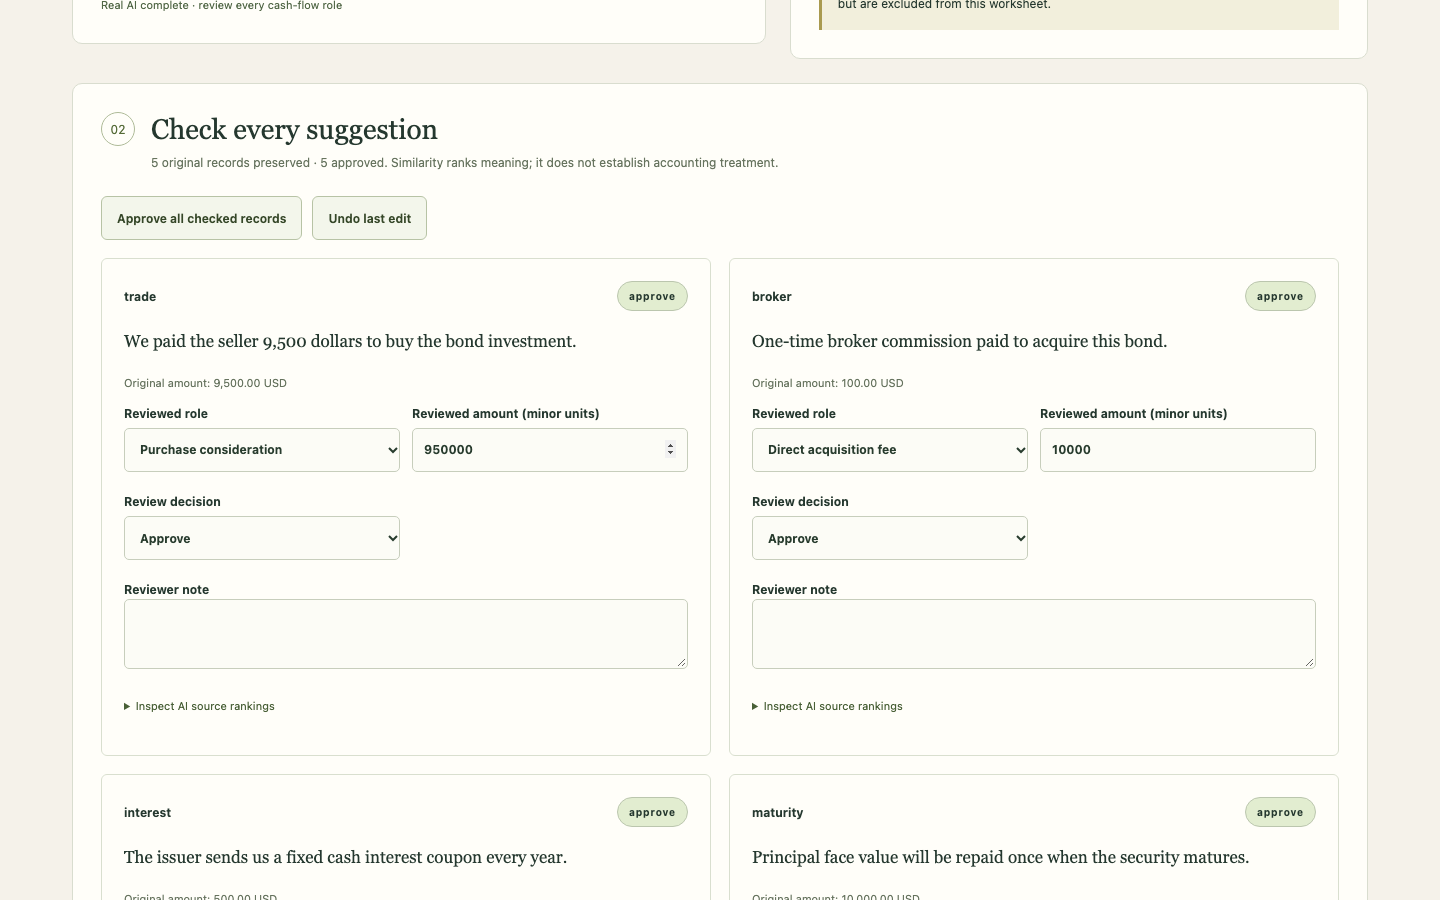 Real AI complete · review every cash-flow role
but are excluded from this worksheet.
02
Check every suggestion
5 original records preserved · 5 approved. Similarity ranks meaning; it does not establish accounting treatment.
Approve all checked records
Undo last edit
trade
approve
We paid the seller 9,500 dollars to buy the bond investment.
Original amount: 9,500.00 USD
Reviewed role
Reviewed amount (minor units)
Purchase consideration
950000
Review decision
Approve
Reviewer note
Inspect AI source rankings
broker
approve
One-time broker commission paid to acquire this bond.
Original amount: 100.00 USD
Reviewed role
Reviewed amount (minor units)
Direct acquisition fee
10000
Review decision
Approve
Reviewer note
Inspect AI source rankings
interest
approve
The issuer sends us a fixed cash interest coupon every year.
Original amount: 500.00 USD
maturity
approve
Principal face value will be repaid once when the security matures.
Original amount: 10,000.00 USD